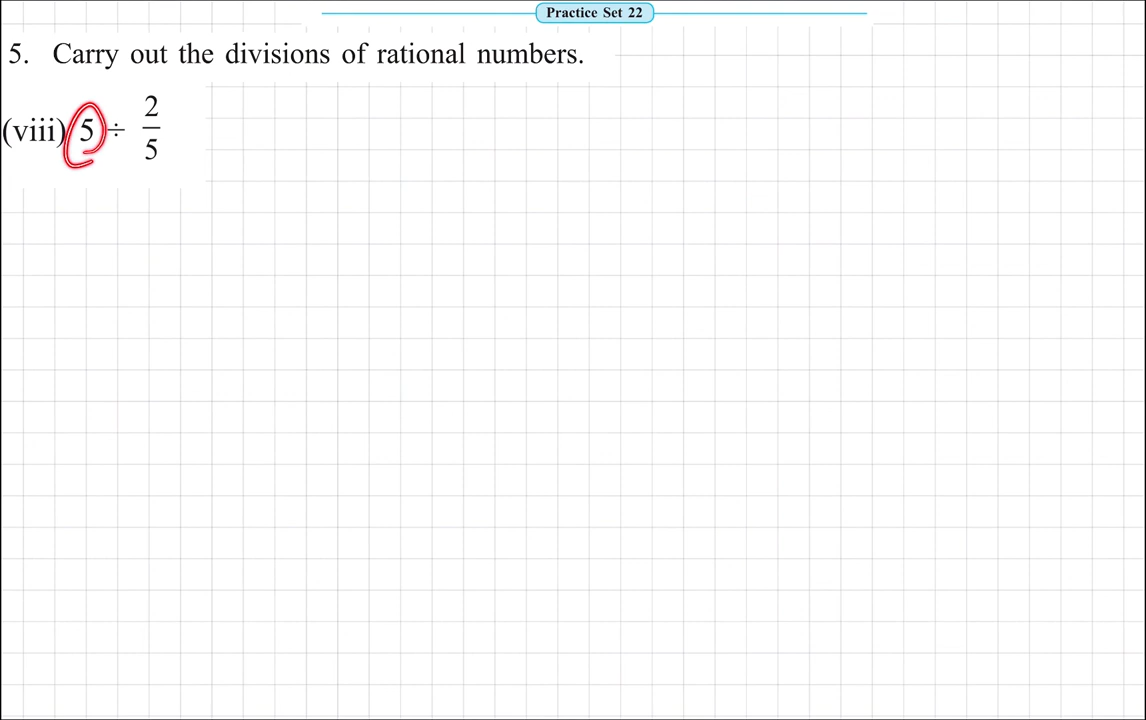 Practice Set 22
5. Carry out the divisions of rational numbers.
(viii) 5 ÷ 2/5